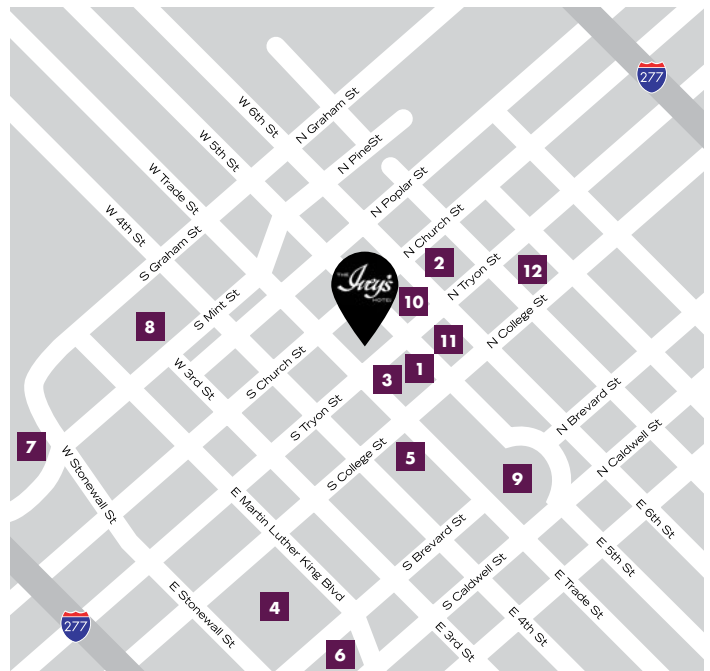 277
N Graham St
W 6th St
W 5th St
N PineSt
W Trade St
N Poplar St
W 4th St
N Church St
S Graham St
2
N Tryon St
12
THE
Ivey's
HOTEL
10
S Mint St
N College St
8
11
W 3rd St
S Church St
1
3
S Tryon St
N Brevard St
7
W Stonewall St
S College St
5
N Caldwell St
9
E Martin Luther King Blvd
E 6th St
S Brevard St
E 5th St
S Caldwell St
E Trade St
4
E Stonewall St
E 4th St
277
E 3rd St
6